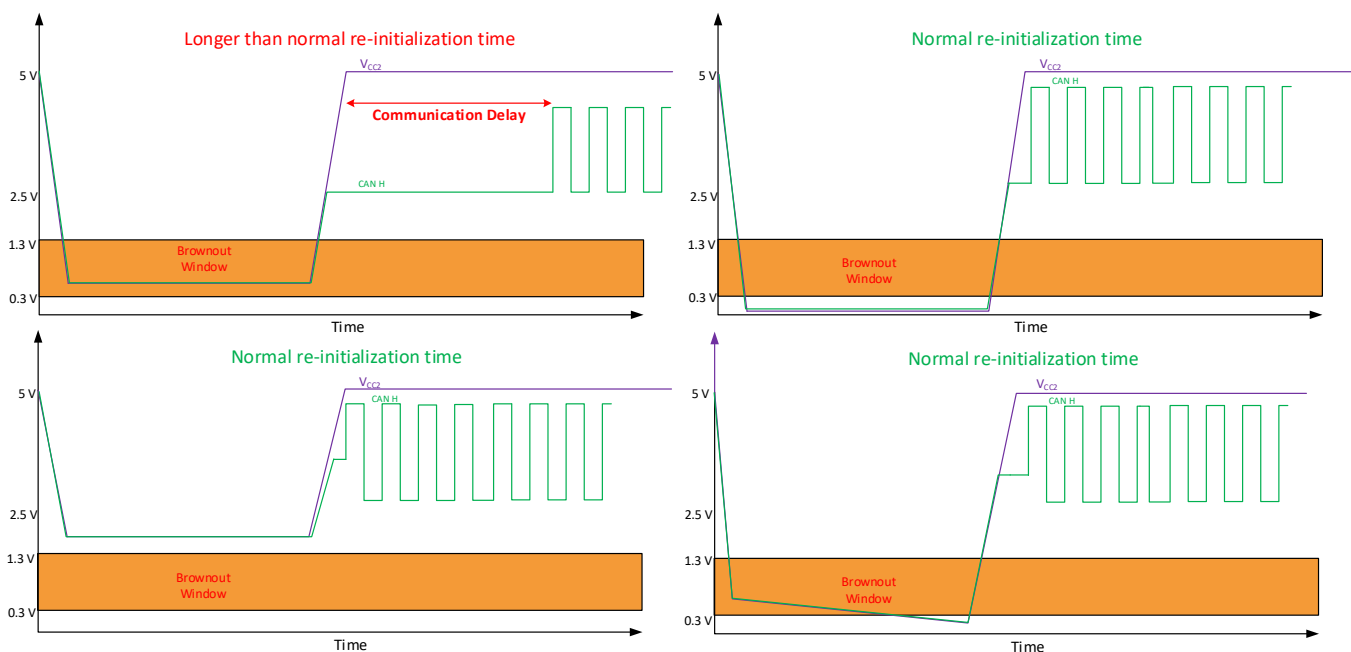 Longer than normal re-initialization time
VCC2
5 V
Communication Delay
CAN H
2.5 V
1.3 V
Brownout
Window
0.3 V
Time
Normal re-initialization time
VCC2
5 V
CAN H
2.5 V
1.3 V
Brownout
Window
0.3 V
Time
Normal re-initialization time
VCC2
5 V
CAN H
2.5 V
1.3 V
Brownout
Window
0.3 V
Time
Normal re-initialization time
VCC2
5 V
CAN H
2.5 V
1.3 V
Brownout
Window
0.3 V
Time